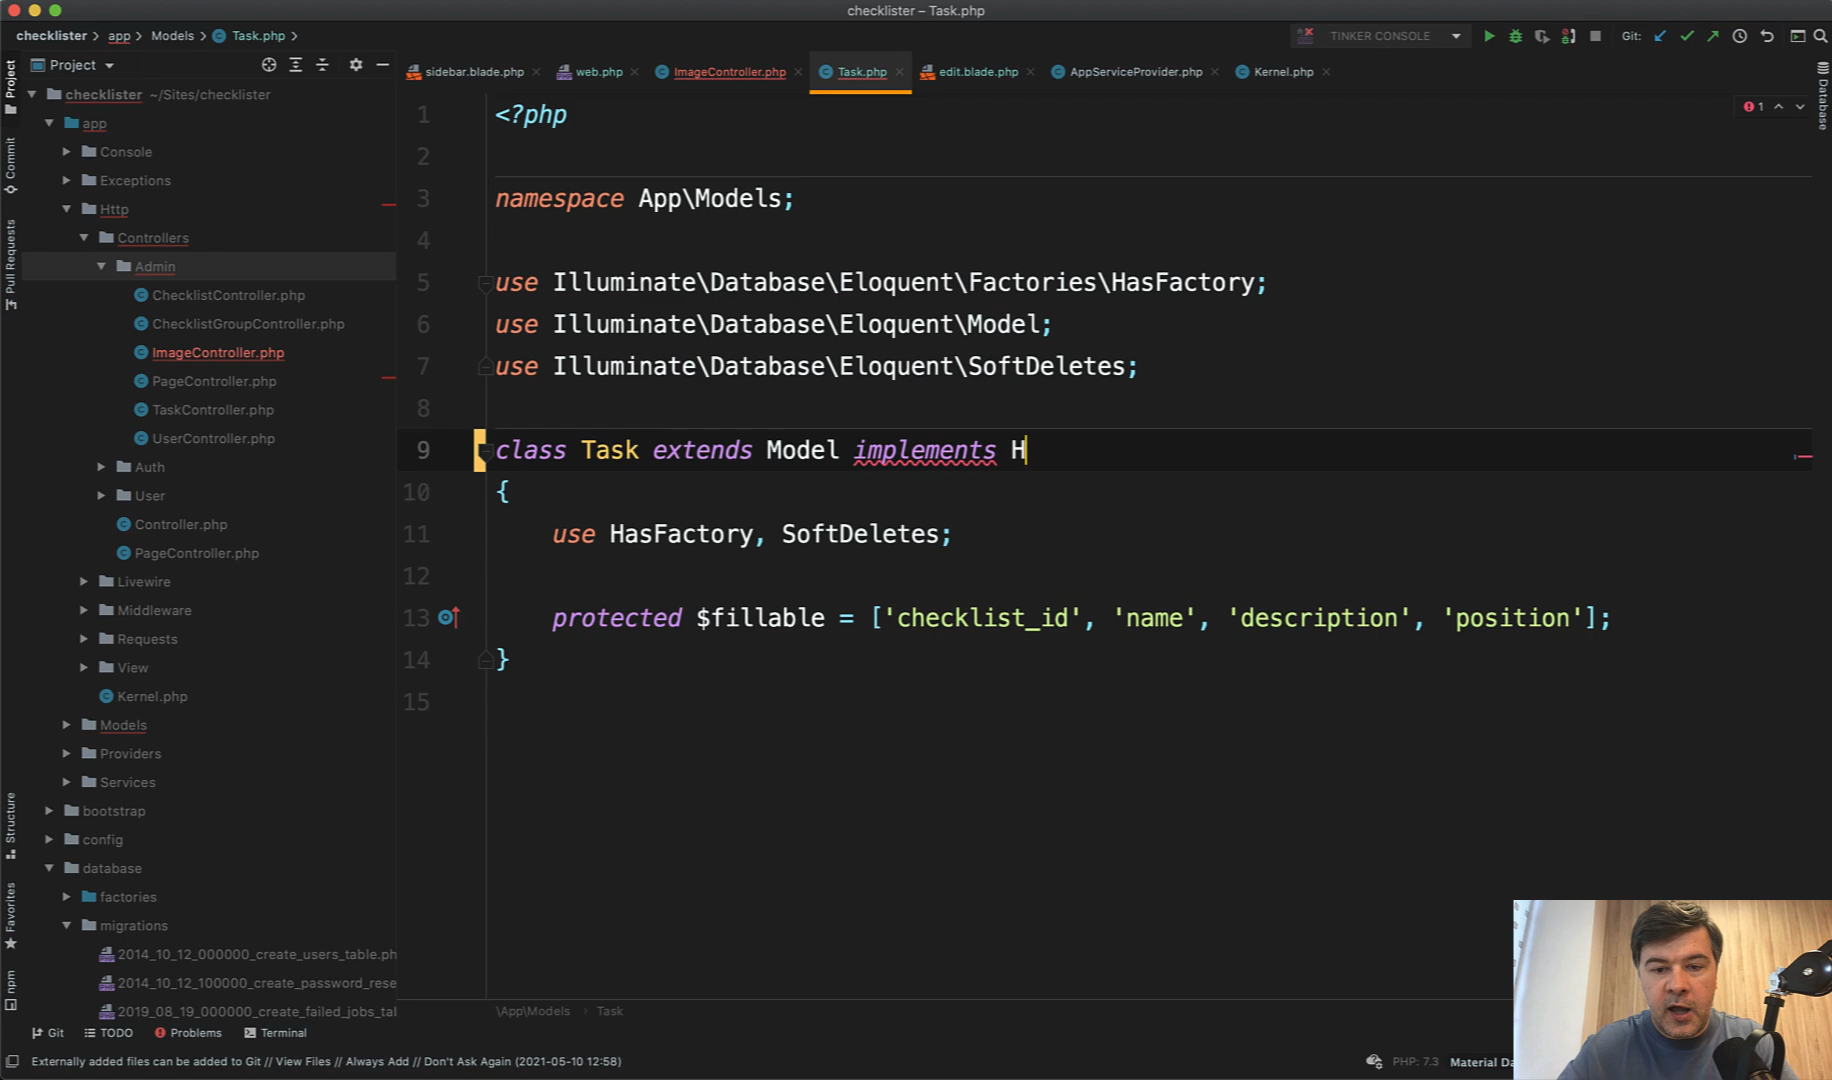 checklister – Task.php
checklister
app
Models
Task.php
TINKER CONSOLE
Git:
Project
sidebar.blade.php
web.php
ImageController.php
Task.php
edit.blade.php
AppServiceProvider.php
Kernel.php
Project
Commit
Pull Requests
Structure
Favorites
npm
Database
checklister ~/Sites/checklister
app
Console
Exceptions
Http
Controllers
Admin
ChecklistController.php
ChecklistGroupController.php
ImageController.php
PageController.php
TaskController.php
UserController.php
Auth
User
Controller.php
PageController.php
Livewire
Middleware
Requests
View
Kernel.php
Models
Providers
Services
bootstrap
config
database
factories
migrations
2014_10_12_000000_create_users_table.ph
2014_10_12_100000_create_password_rese
2019_08_19_000000_create_failed_jobs_tal
1
1 <?php
2
3 namespace App\Models;
4
5 use Illuminate\Database\Eloquent\Factories\HasFactory;
6 use Illuminate\Database\Eloquent\Model;
7 use Illuminate\Database\Eloquent\SoftDeletes;
8
9 class Task extends Model implements H
10 {
11 use HasFactory, SoftDeletes;
12
13 protected $fillable = ['checklist_id', 'name', 'description', 'position'];
14 }
15
\App\Models Task
Git
TODO
Problems
Terminal
Externally added files can be added to Git // View Files // Always Add // Don't Ask Again (2021-05-10 12:58)
PHP: 7.3
Material Da